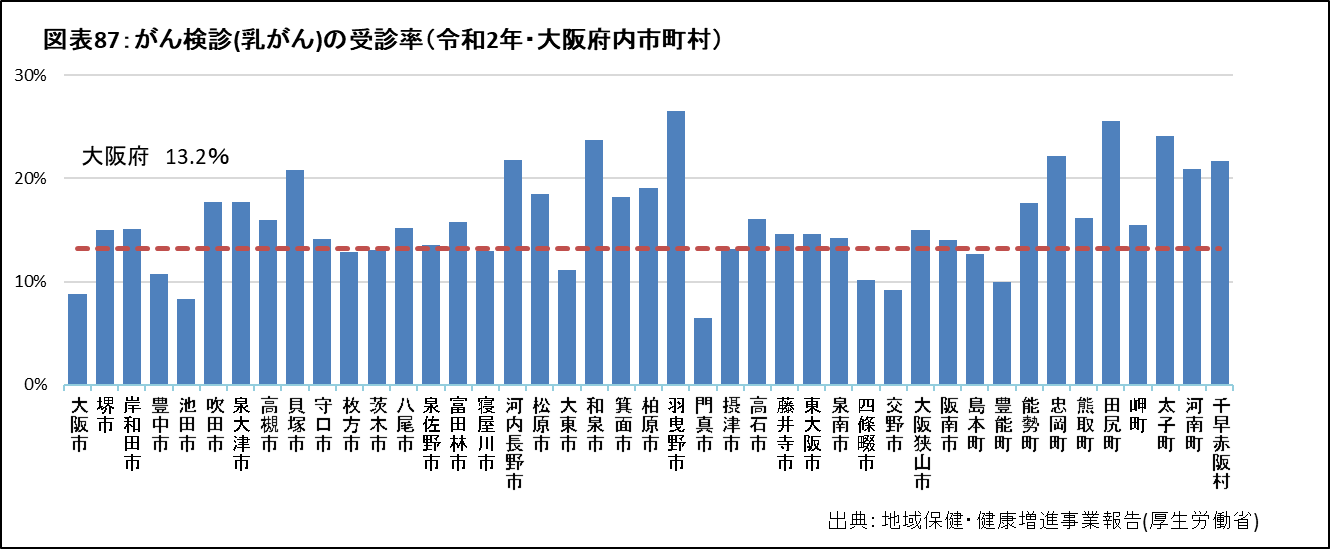 図表87：がん検診(乳がん)の受診率（令和2年・大阪府内市町村）
30%
大阪府 13.2%
20%
10%
0%
大阪市
堺市
岸和田市
豊中市
池田市
吹田市
泉大津市
高槻市
貝塚市
守口市
枚方市
茨木市
八尾市
泉佐野市
富田林市
寝屋川市
河内長野市
松原市
大東市
和泉市
箕面市
柏原市
羽曳野市
門真市
摂津市
高石市
藤井寺市
東大阪市
泉南市
四條畷市
交野市
大阪狭山市
阪南市
島本町
豊能町
能勢町
忠岡町
熊取町
田尻町
岬町
太子町
河南町
千早赤阪村
出典：地域保健・健康増進事業報告(厚生労働省)